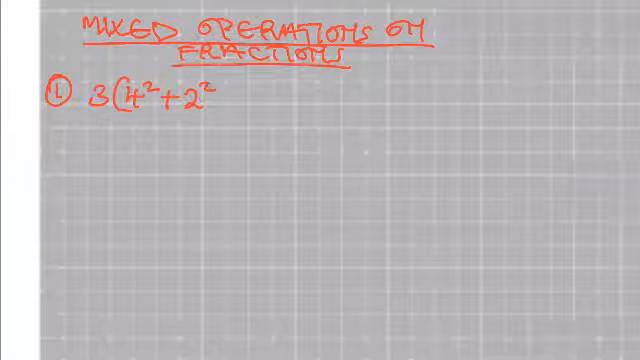 MIXED OPERATIONS ON
FRACTIONS
① 3(4² + 2²